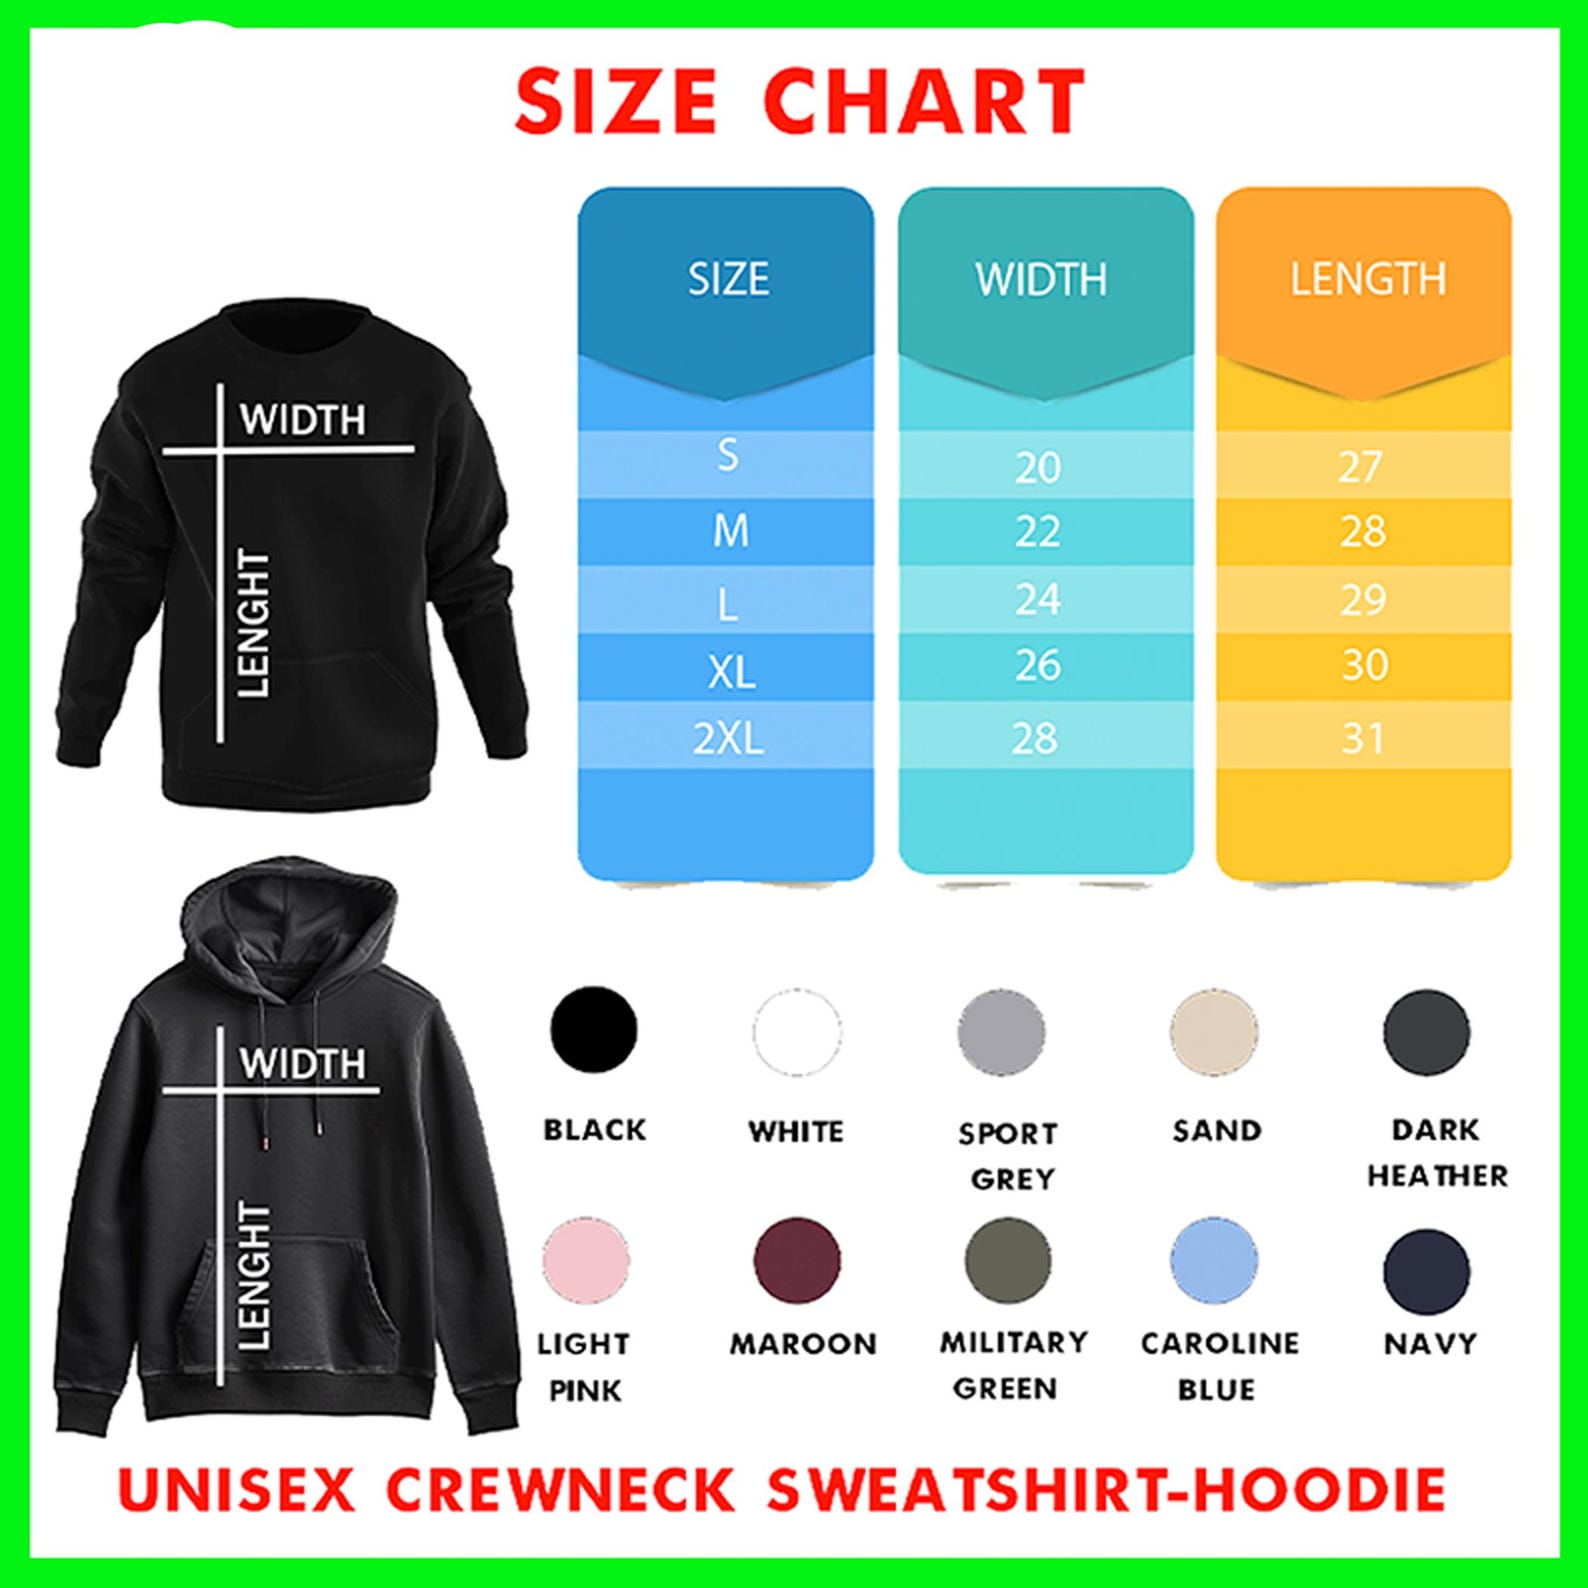 SIZE CHART
SIZE WIDTH LENGTH
S 20 27
M 22 28
L 24 29
XL 26 30
2XL 28 31
WIDTH
LENGHT
WIDTH
LENGHT
BLACK WHITE SPORT GREY SAND DARK HEATHER
LIGHT PINK MAROON MILITARY GREEN CAROLINE BLUE NAVY
UNISEX CREWNECK SWEATSHIRT-HOODIE